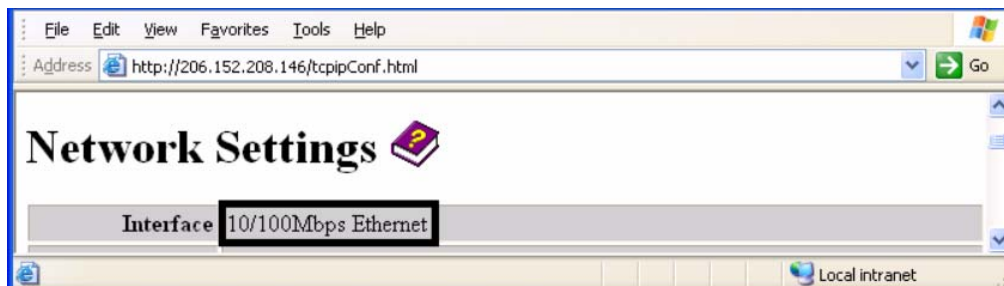 File Edit View Favorites Tools Help
Address http://206.152.208.146/tcpipConf.html Go
Network Settings
Interface 10/100Mbps Ethernet
Local intranet